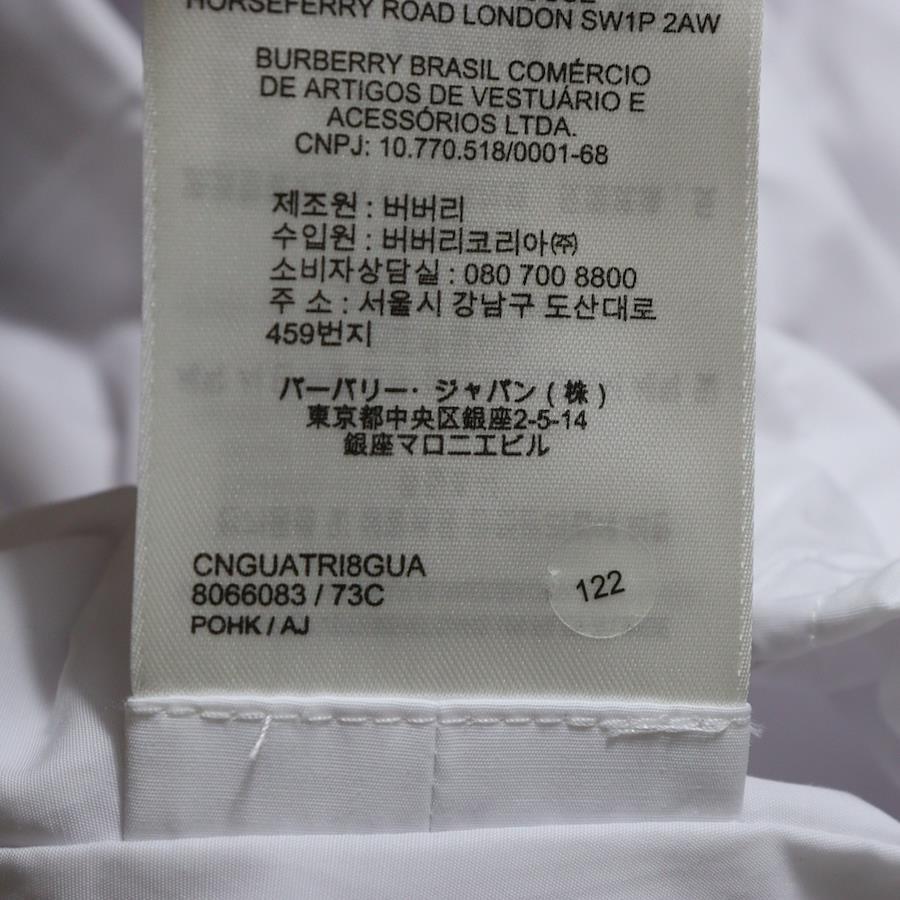 HORSEFERRY ROAD LONDON SW1P 2AW
BURBERRY BRASIL COMÉRCIO
DE ARTIGOS DE VESTUÁRIO E
ACESSÓRIOS LTDA.
CNPJ: 10.770.518/0001-68
제조원 : 버버리
수입원 : 버버리코리아㈜
소비자상담실 : 080 700 8800
주 소 : 서울시 강남구 도산대로
459번지
バーバリー· ジャパン ( 株 )
東京都中央区銀座2-5-14
銀座マロニエビル
CNGUATRI8GUA
8066083 / 73C
122
POHK / AJ